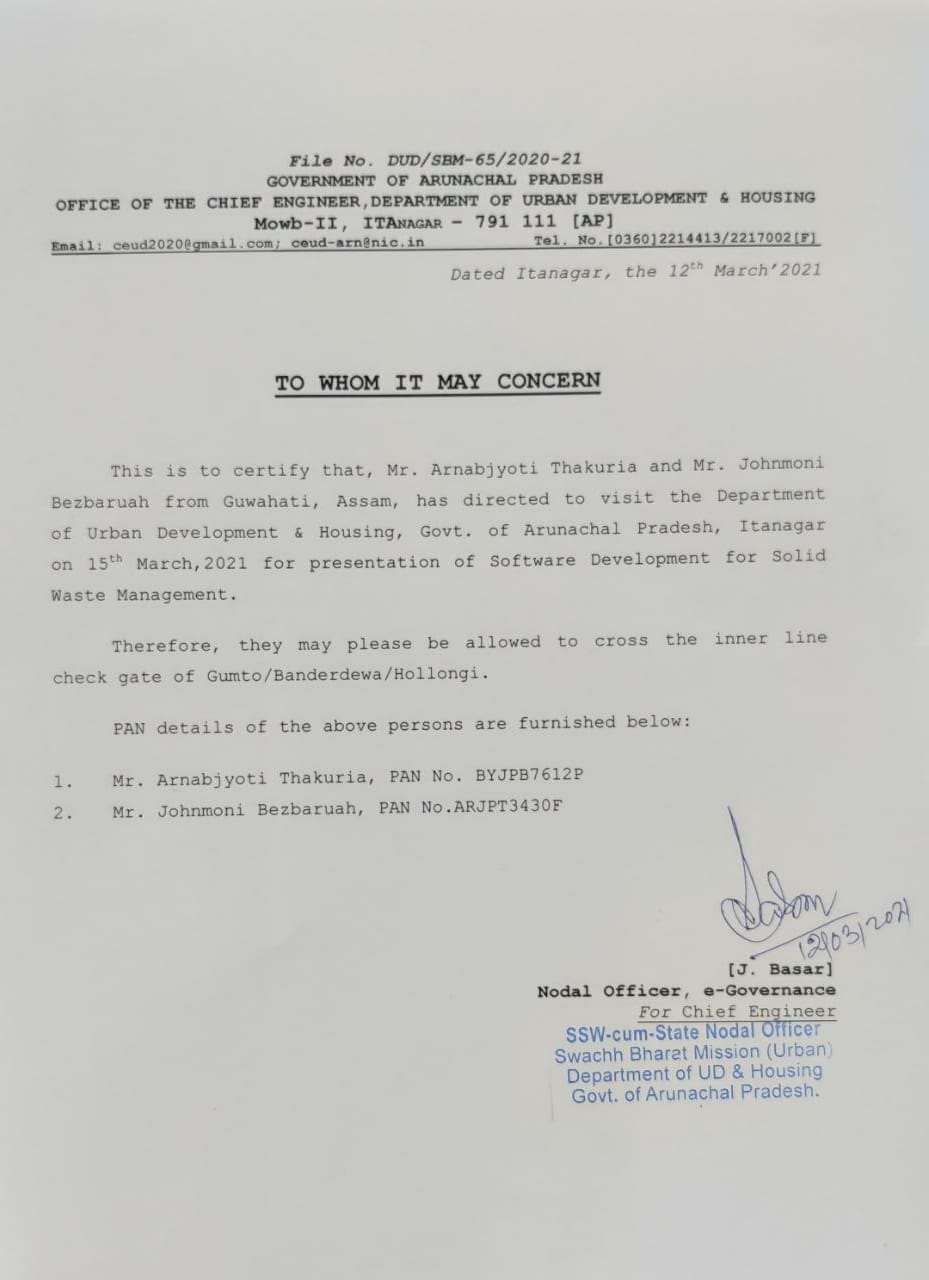 File No. DUD/SBM-65/2020-21
GOVERNMENT OF ARUNACHAL PRADESH
OFFICE OF THE CHIEF ENGINEER,DEPARTMENT OF URBAN DEVELOPMENT & HOUSING
Mowb-II, ITANAGAR – 791 111 [AP]
Email: ceud2020@gmail.com; ceud-arn@nic.in Tel. No.[0360]2214413/2217002[F]
Dated Itanagar, the 12th March'2021
TO WHOM IT MAY CONCERN
This is to certify that, Mr. Arnabjyoti Thakuria and Mr. Johnmoni
Bezbaruah from Guwahati, Assam, has directed to visit the Department
of Urban Development & Housing, Govt. of Arunachal Pradesh, Itanagar
on 15th March,2021 for presentation of Software Development for Solid
Waste Management.
Therefore, they may please be allowed to cross the inner line
check gate of Gumto/Banderdewa/Hollongi.
PAN details of the above persons are furnished below:
1. Mr. Arnabjyoti Thakuria, PAN No. BYJPB7612P
2. Mr. Johnmoni Bezbaruah, PAN No.ARJPT3430F
12/03/2021
[J. Basar]
Nodal Officer, e-Governance
For Chief Engineer
SSW-cum-State Nodal Officer
Swachh Bharat Mission (Urban)
Department of UD & Housing
Govt. of Arunachal Pradesh.